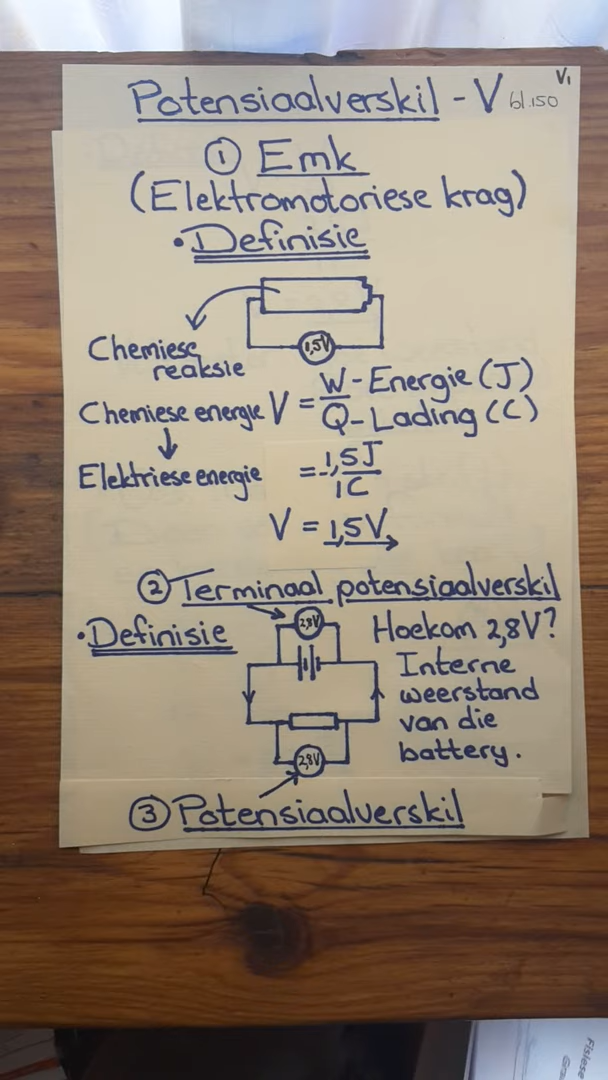 V₁
Potensiaalverskil - V bl.150
① Emk
(Elektromotoriese krag)
• Definisie
1,5V
Chemiese
reaksie
Chemiese energie
↓
Elektriese energie
V = W - Energie (J)
Q - Lading (C)
= 1,5J
1C
V = 1,5V
② Terminaal potensiaalverskil
• Definisie
2,8V
Hoekom 2,8V?
Interne
weerstand
van die
battery.
2,8V
③ Potensiaalverskil
Fisiese